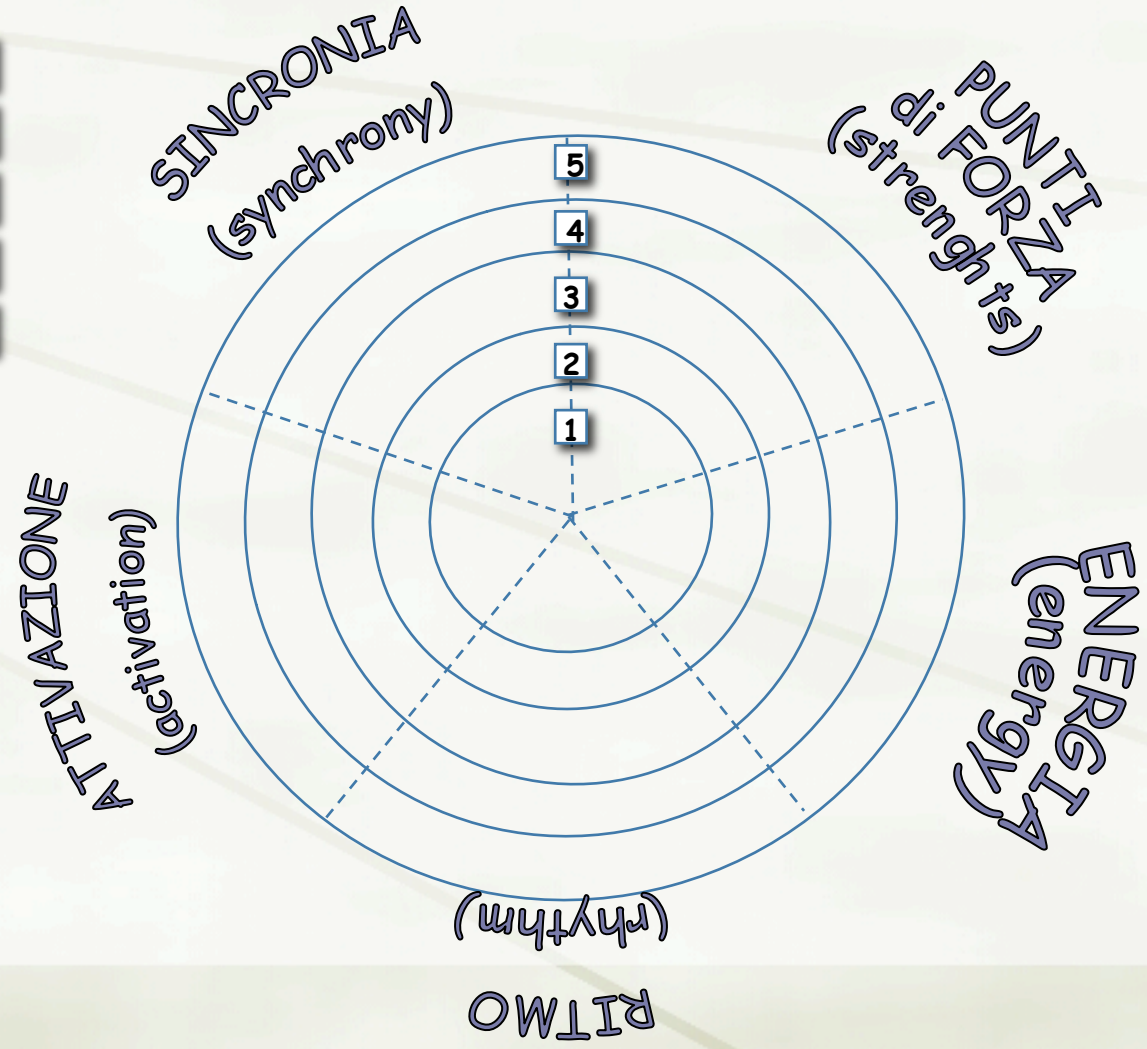 SINCRONIA
(synchrony)
PUNTI
di FORZA
(strenghts)
5
4
3
2
1
ATTIVAZIONE
(activation)
ENERGIA
(energy)
(rhythm)
RITMO